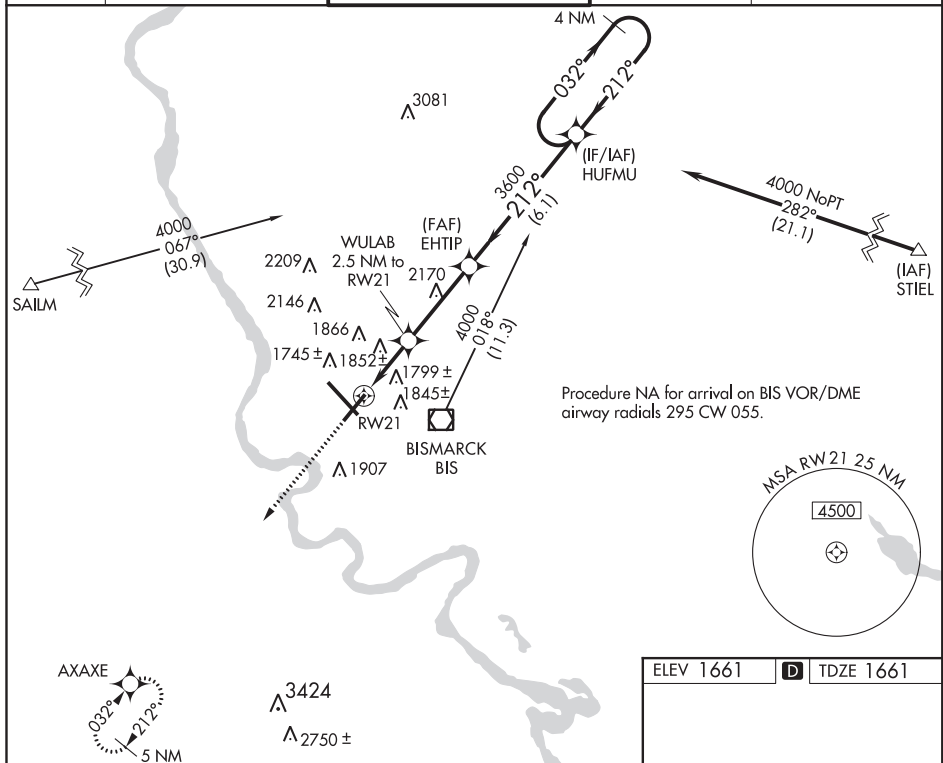 4 NM
032°
212°
3081
(IF/IAF)
HUFMU
3600
212°
(6.1)
4000 NoPT
282°
(21.1)
(IAF)
STIEL
4000
067°
(30.9)
SAILM
(FAF)
EHTIP
WULAB
2.5 NM to
RW21
2209
2170
2146
1866
1745 ±
1852±
1799 ±
1845±
4000
018°
(11.3)
RW21
BISMARCK
BIS
1907
Procedure NA for arrival on BIS VOR/DME
airway radials 295 CW 055.
MSA RW 21 25 NM
4500
AXAXE
032°
212°
5 NM
3424
2750 ±
ELEV 1661
D
TDZE 1661